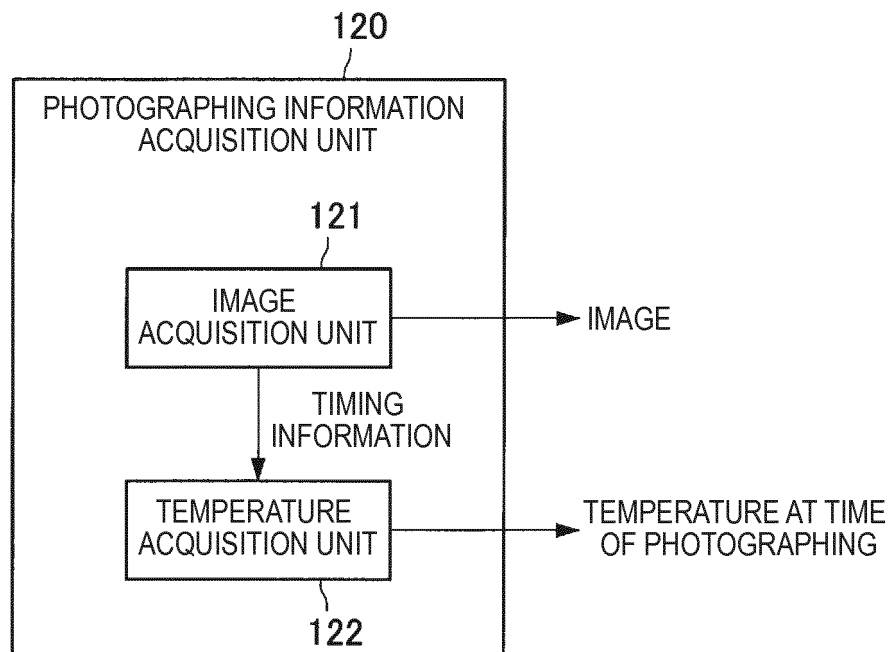 120
PHOTOGRAPHING INFORMATION
ACQUISITION UNIT
121
IMAGE
ACQUISITION UNIT
IMAGE
TIMING
INFORMATION
TEMPERATURE
ACQUISITION UNIT
TEMPERATURE AT TIME
OF PHOTOGRAPHING
122